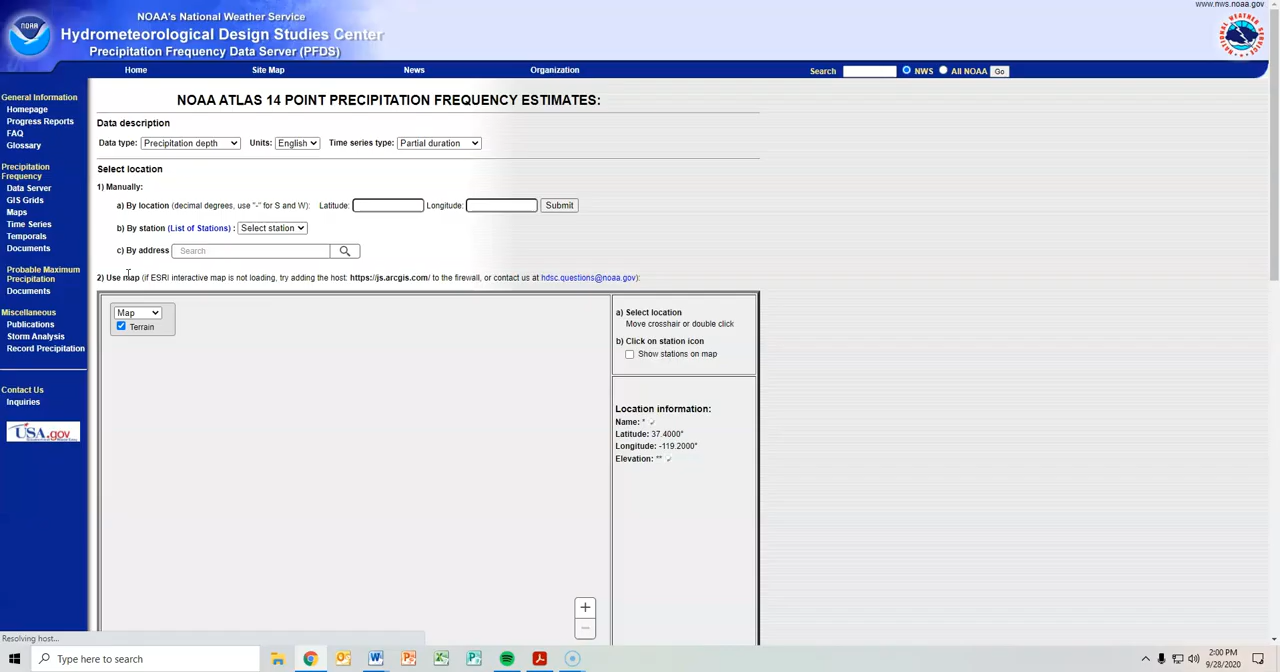 www.nws.noaa.gov
NOAA's National Weather Service
Hydrometeorological Design Studies Center
Precipitation Frequency Data Server (PFDS)
NOAA
Home Site Map News Organization Search NWS All NOAA Go
General Information
Homepage
Progress Reports
FAQ
Glossary
Precipitation
Frequency
Data Server
GIS Grids
Maps
Time Series
Temporals
Documents
Probable Maximum
Precipitation
Documents
Miscellaneous
Publications
Storm Analysis
Record Precipitation
Contact Us
Inquiries
USA.gov
NOAA ATLAS 14 POINT PRECIPITATION FREQUENCY ESTIMATES:
Data description
Data type: Precipitation depth Units: English Time series type: Partial duration
Select location
1) Manually:
a) By location (decimal degrees, use "-" for S and W): Latitude: Longitude: Submit
b) By station (List of Stations) : Select station
c) By address Search
2) Use map (if ESRI interactive map is not loading, try adding the host: https://js.arcgis.com/ to the firewall, or contact us at hdsc.questions@noaa.gov):
Map
Terrain
+
−
a) Select location
Move crosshair or double click
b) Click on station icon
Show stations on map
Location information:
Name: *
Latitude: 37.4000°
Longitude: -119.2000°
Elevation: **
Resolving host...
Type here to search
2:00 PM
9/28/2020